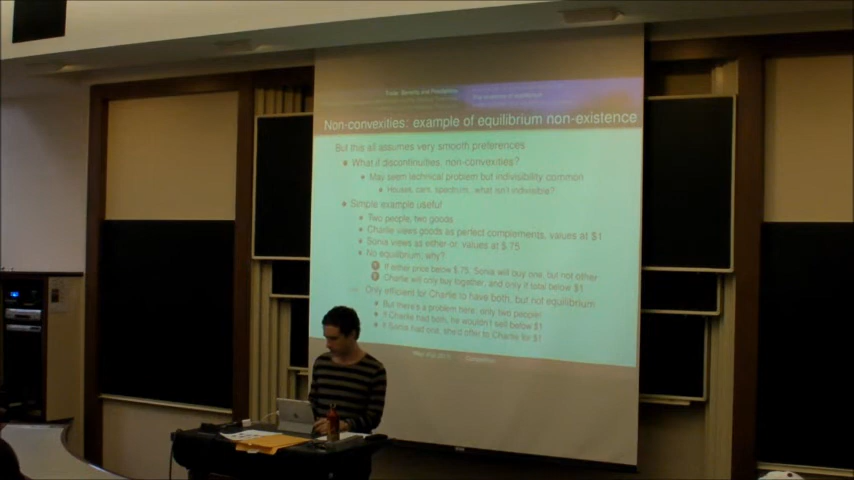 Trade: Benefits and Possibilities
Non-convexities: example of equilibrium non-existence
But this all assumes very smooth preferences
What if discontinuities, non-convexities?
May seem technical problem but indivisibility common
Houses, cars, spectrum, what isn't indivisible?
Simple example useful
Two people, two goods
Charlie views goods as perfect complements, values at $1
Sonia views as either-or, values at $.75
No equilibrium, why?
1 If either price below $.75, Sonia will buy one, but not other
2 Charlie will only buy together, and only if total below $1
Only efficient for Charlie to have both, but not equilibrium
But there's a problem here: only two people!
If Charlie had both, he wouldn't sell below $1
If Sonia had one, she'd offer to Charlie for $1